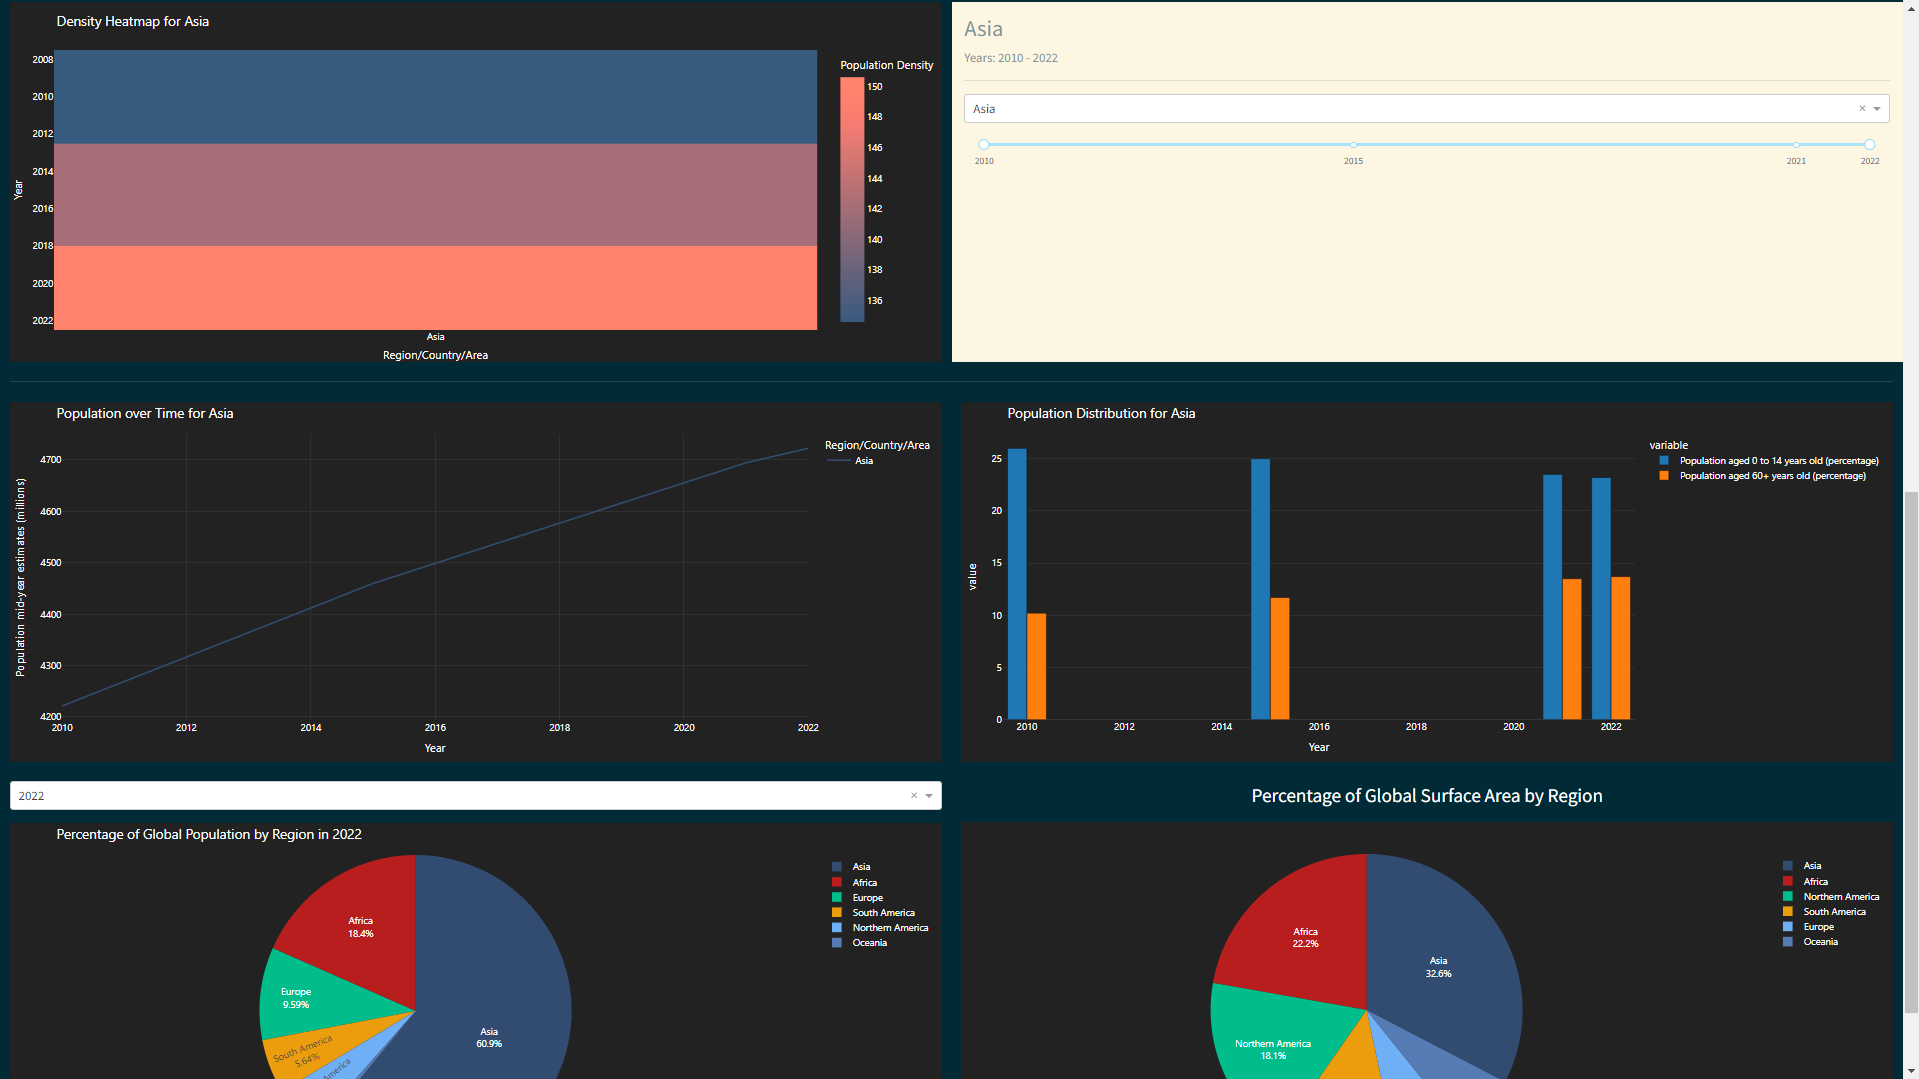 Density Heatmap for Asia
2008
2010
2012
2014
2016
2018
2020
2022
Year
Asia
Region/Country/Area
Population Density
150
148
146
144
142
140
138
136
Asia
Years: 2010 - 2022
Asia
2010
2015
2021
2022
Population over Time for Asia
4700
4600
4500
4400
4300
4200
Population mid-year estimates (millions)
2010
2012
2014
2016
2018
2020
2022
Year
Region/Country/Area
Asia
Population Distribution for Asia
25
20
15
10
5
0
value
2010
2012
2014
2016
2018
2020
2022
Year
variable
Population aged 0 to 14 years old (percentage)
Population aged 60+ years old (percentage)
2022
Percentage of Global Population by Region in 2022
Africa
18.4%
Europe
9.59%
South America
5.64%
America
Asia
60.9%
Asia
Africa
Europe
South America
Northern America
Oceania
Percentage of Global Surface Area by Region
Africa
22.2%
Asia
32.6%
Northern America
18.1%
Asia
Africa
Northern America
South America
Europe
Oceania